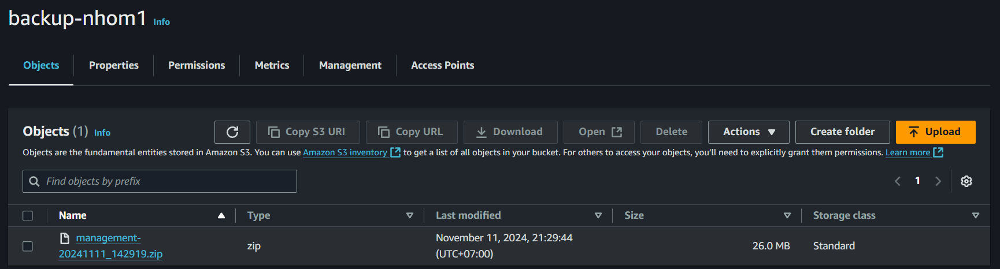 backup-nhom1 Info
Objects Properties Permissions Metrics Management Access Points
Objects (1) Info Copy S3 URI Copy URL Download Open Delete Actions Create folder Upload
Objects are the fundamental entities stored in Amazon S3. You can use Amazon S3 inventory to get a list of all objects in your bucket. For others to access your objects, you'll need to explicitly grant them permissions. Learn more
Find objects by prefix 1
Name Type Last modified Size Storage class
management-
20241111_142919.zip
zip
November 11, 2024, 21:29:44
(UTC+07:00)
26.0 MB
Standard